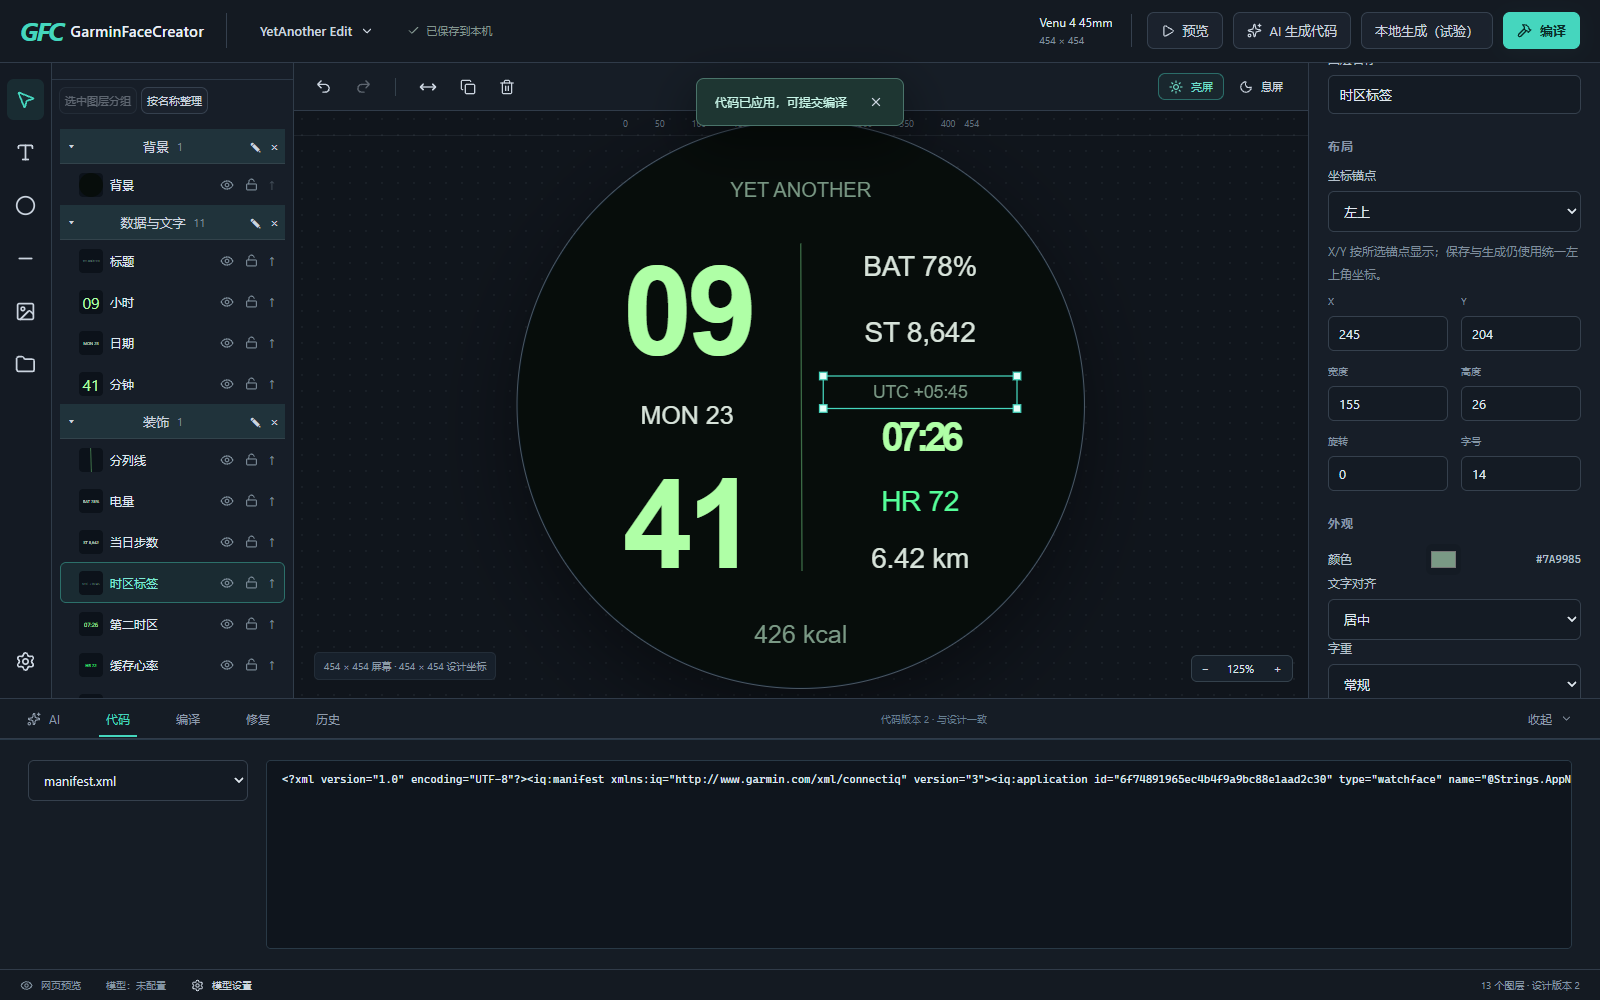 GFC GarminFaceCreator
YetAnother Edit
已保存到本机
Venu 4 45mm
454 × 454
预览
AI 生成代码
本地生成（试验）
编译
选中图层分组
按名称整理
背景 1
背景
数据与文字 11
标题
09 小时
MON 23 日期
41 分钟
装饰 1
分列线
BAT 78% 电量
ST 8,642 当日步数
时区标签
07:26 第二时区
HR 72 缓存心率
代码已应用，可提交编译
亮屏
息屏
0 50 400 454
YET ANOTHER
09
MON 23
41
BAT 78%
ST 8,642
UTC +05:45
07:26
HR 72
6.42 km
426 kcal
454 × 454 屏幕 · 454 × 454 设计坐标
− 125% +
时区标签
布局
坐标锚点
左上
X/Y 按所选锚点显示；保存与生成仍使用统一左
上角坐标。
X Y
245 204
宽度 高度
155 26
旋转 字号
0 14
外观
颜色 #7A9985
文字对齐
居中
字重
常规
AI
代码
编译
修复
历史
代码版本 2 · 与设计一致
收起
manifest.xml
<?xml version="1.0" encoding="UTF-8"?><iq:manifest xmlns:iq="http://www.garmin.com/xml/connectiq" version="3"><iq:application id="6f74891965ec4b4f9a9bc88e1aad2c30" type="watchface" name="@Strings.AppN
网页预览
模型：未配置
模型设置
13 个图层 · 设计版本 2